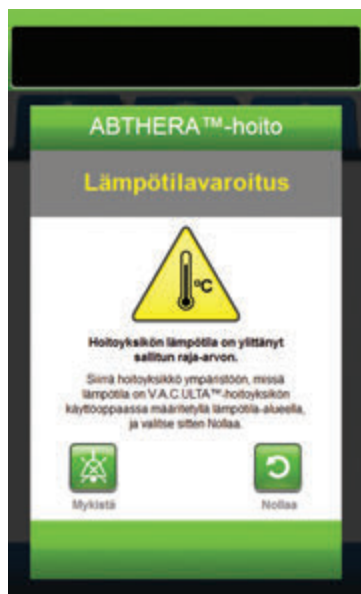 ABTHERA™-hoito
Lämpötilavaroitus
°C
Hoitoyksikön lämpötila on ylittänyt
sallitun raja-arvon.
Siirrä hoitoyksikkö ympäristöön, missä
lämpötila on V.A.C.ULTA™-hoitoyksikön
käyttöoppaassa määritetyllä lämpötila-alueella,
ja valitse sitten Nollaa.
Mykistä
Nollaa